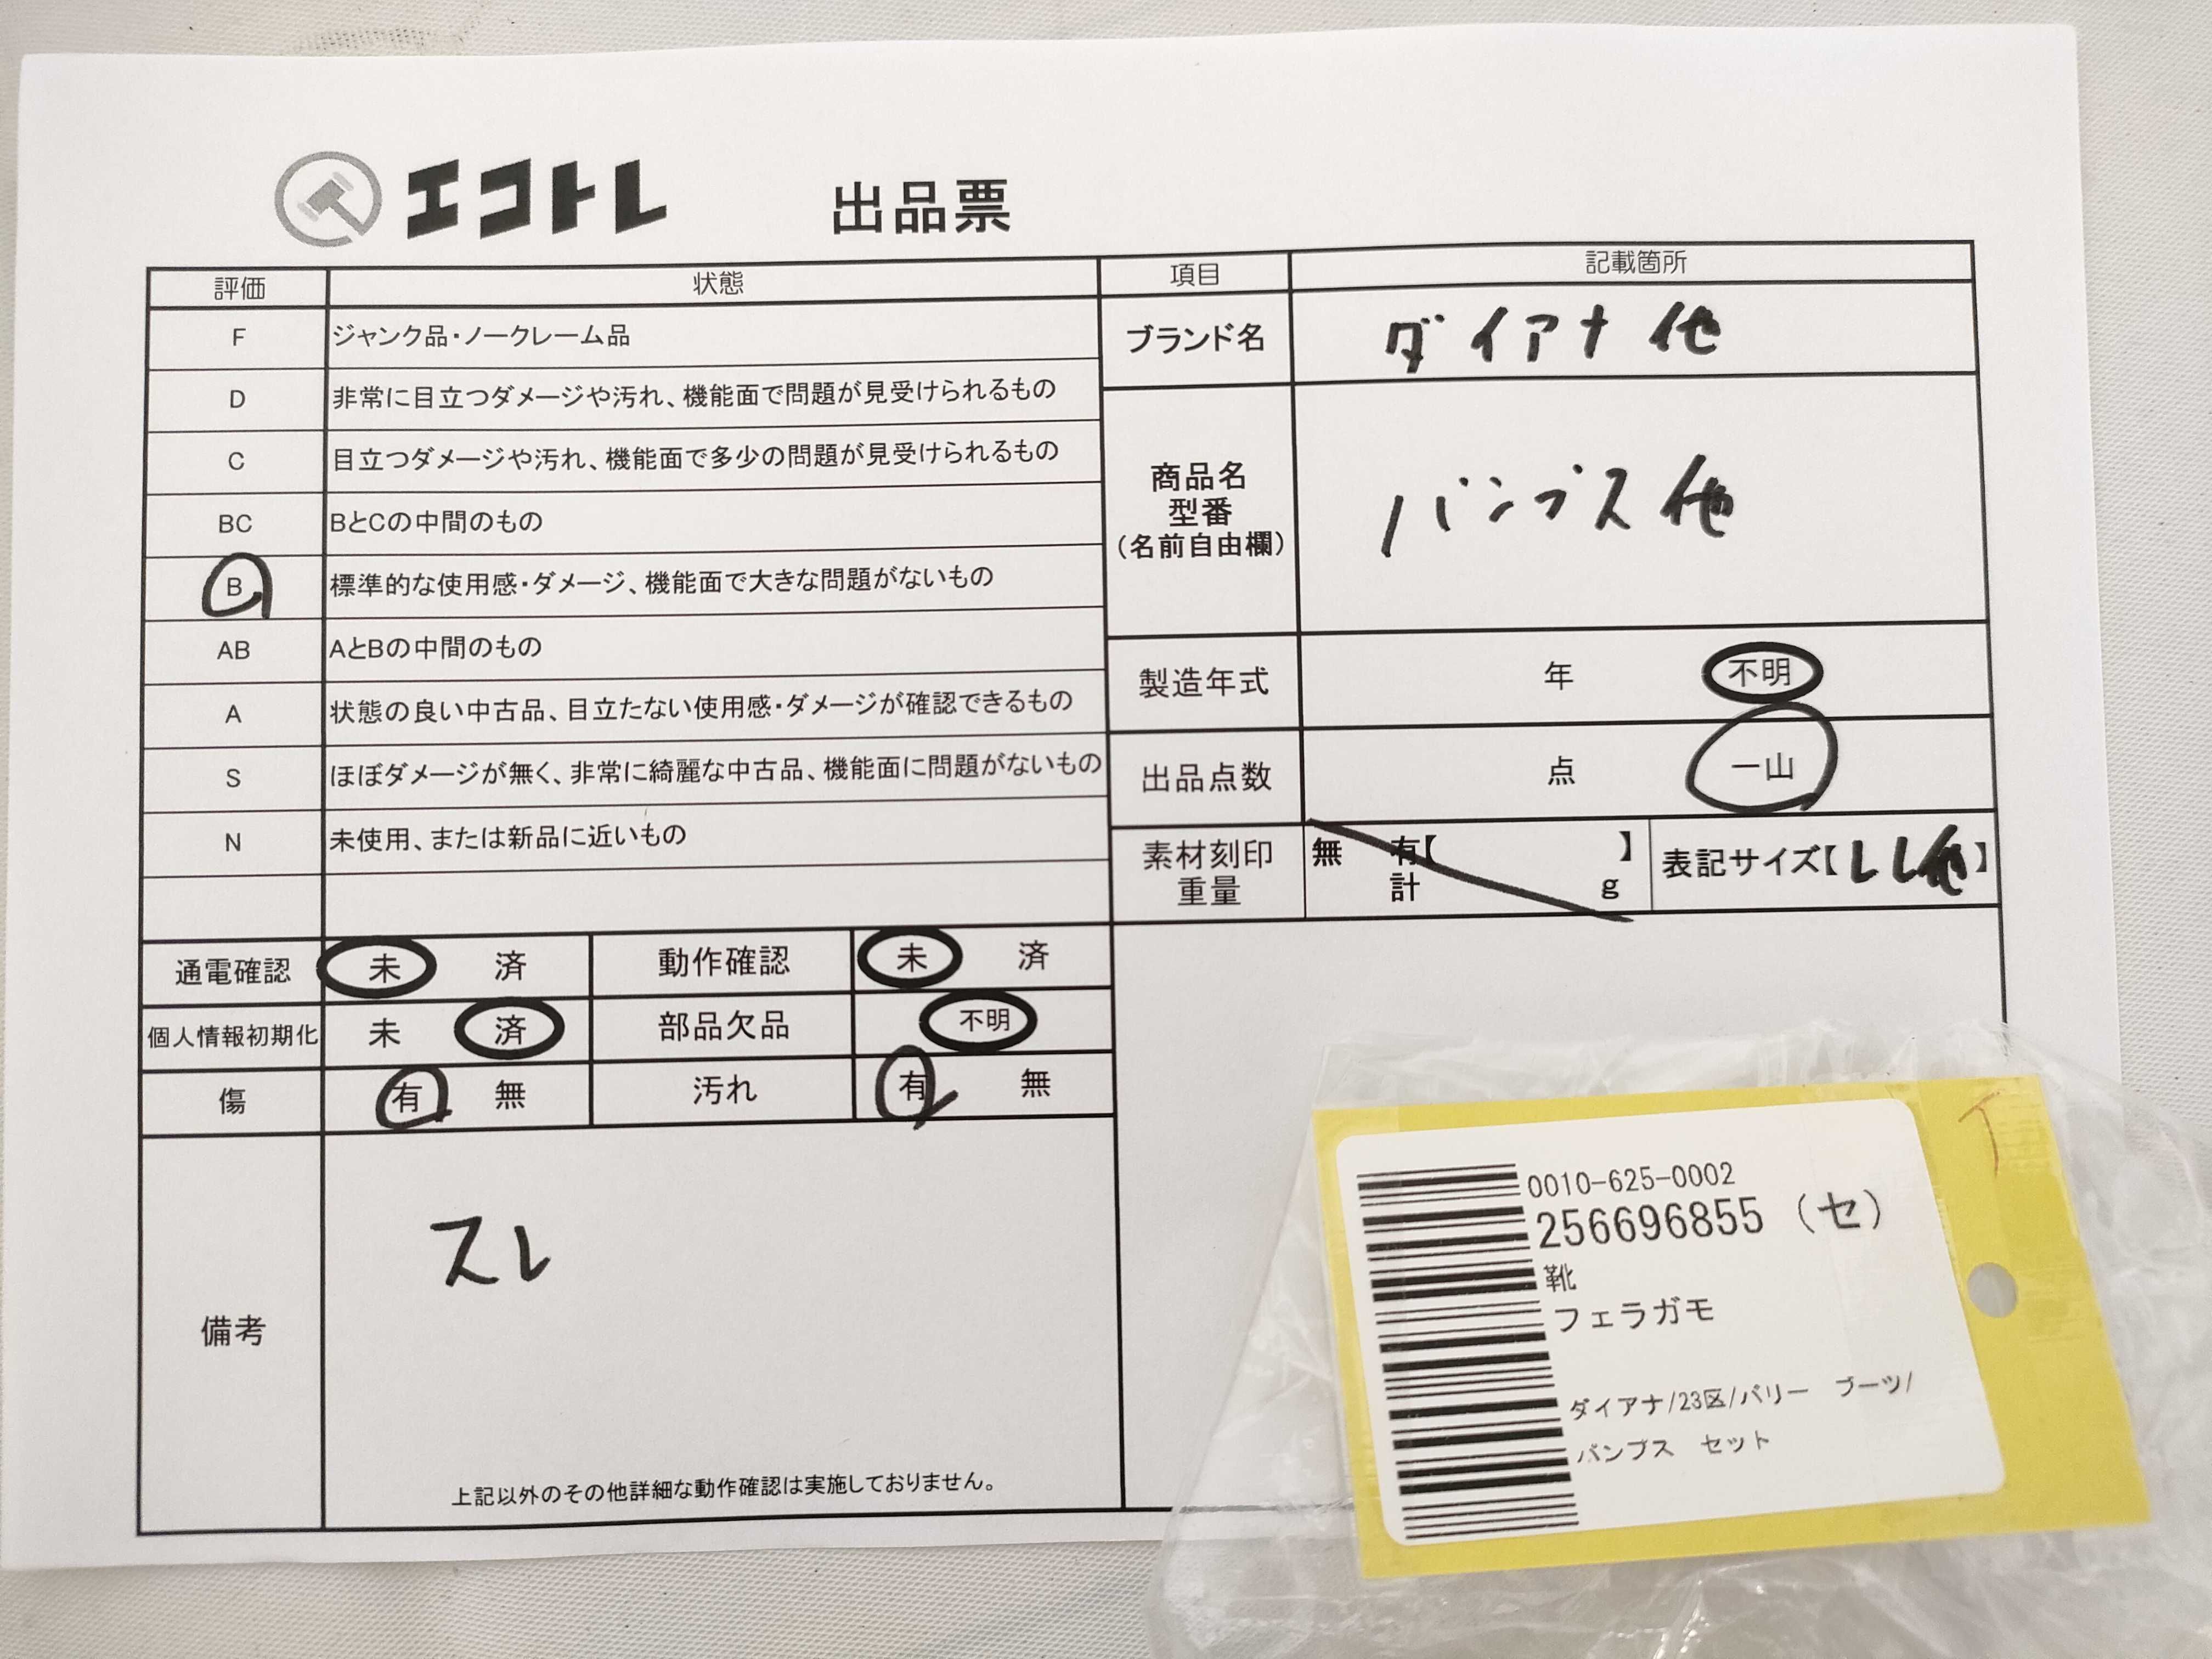 エコトレ 出品票
評価 状態
F ジャンク品・ノークレーム品
D 非常に目立つダメージや汚れ、機能面で問題が見受けられるもの
C 目立つダメージや汚れ、機能面で多少の問題が見受けられるもの
BC BとCの中間のもの
B 標準的な使用感・ダメージ、機能面で大きな問題がないもの
AB AとBの中間のもの
A 状態の良い中古品、目立たない使用感・ダメージが確認できるもの
S ほぼダメージが無く、非常に綺麗な中古品、機能面に問題がないもの
N 未使用、または新品に近いもの
項目 記載箇所
ブランド名 ダイアナ 他
商品名
型番
(名前自由欄)
パンプス 他
製造年式 年 不明
出品点数 点 一山
素材刻印 無 有【 】
重量 計 g
表記サイズ【LL他】
通電確認 未 済 動作確認 未 済
個人情報初期化 未 済 部品欠品 不明
傷 有 無 汚れ 有 無
備考
スレ
上記以外のその他詳細な動作確認は実施しておりません。
0010-625-0002
256696855 (セ)
靴
フェラガモ
ダイアナ/23区/バリー ブーツ/
パンプス セット